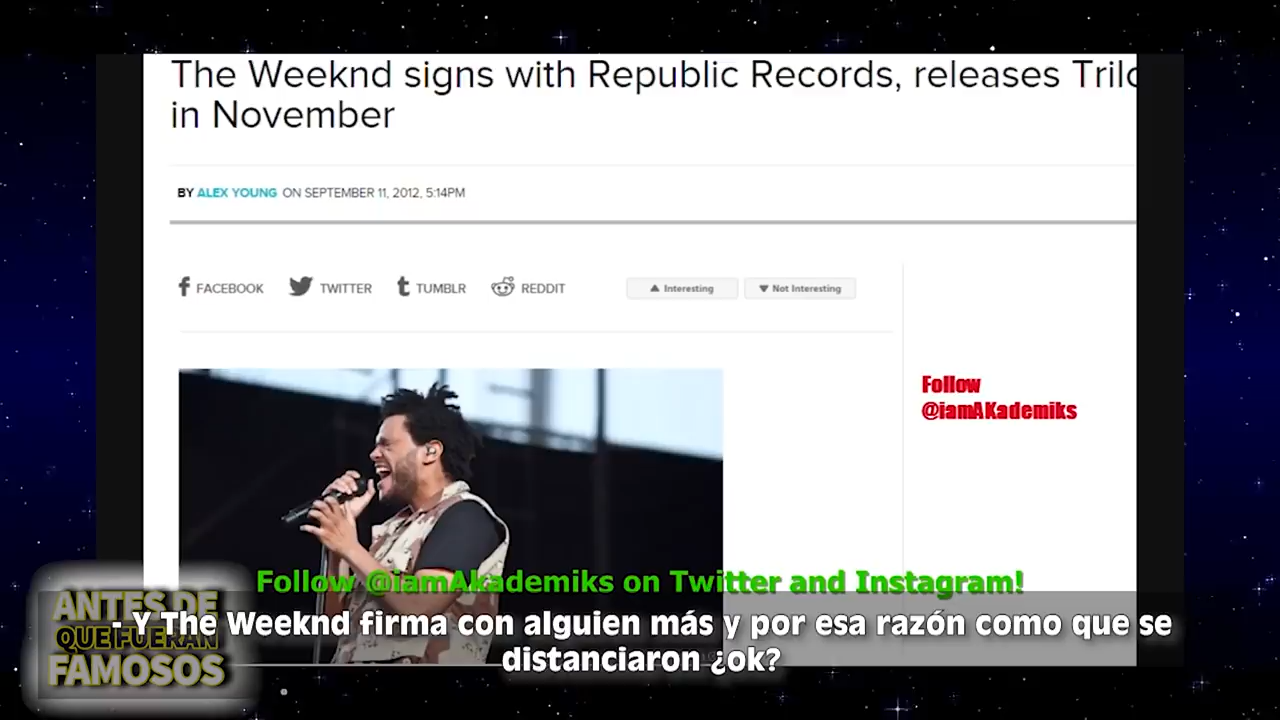 The Weeknd signs with Republic Records, releases Trilo
in November
BY ALEX YOUNG ON SEPTEMBER 11, 2012, 5:14PM
FACEBOOK TWITTER TUMBLR REDDIT
Interesting Not Interesting
Follow
@iamAKademiks
Follow @iamAkademiks on Twitter and Instagram!
ANTES DE
QUE FUERAN
FAMOSOS
- Y The Weeknd firma con alguien más y por esa razón como que se
distanciaron ¿ok?